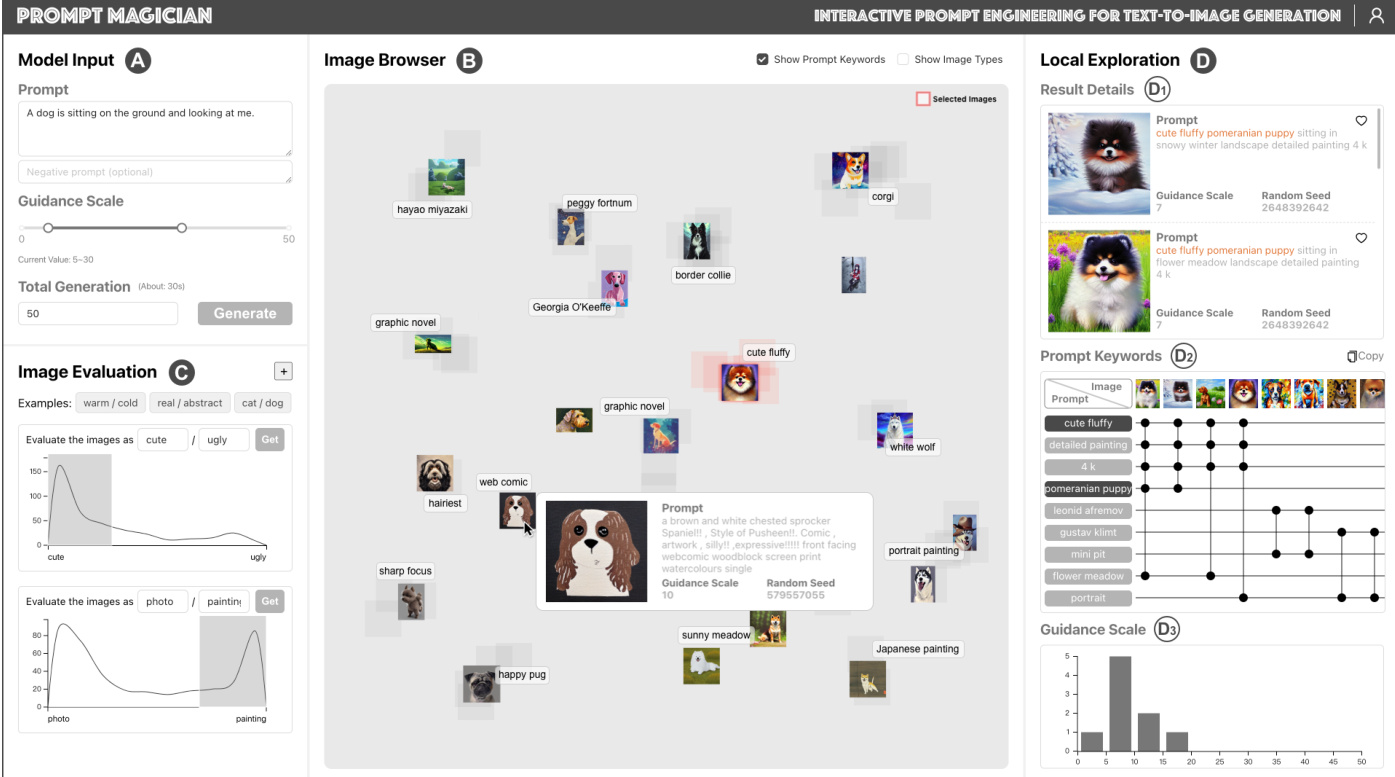 PROMPT MAGICIAN
INTERACTIVE PROMPT ENGINEERING FOR TEXT-TO-IMAGE GENERATION
Model Input A
Prompt
A dog is sitting on the ground and looking at me.
Negative prompt (optional)
Guidance Scale
0 50
Current Value: 5~30
Total Generation (About: 30s)
50 Generate
Image Evaluation C +
Examples: warm / cold real / abstract cat / dog
Evaluate the images as cute / ugly Get
150
100
50
0
cute ugly
Evaluate the images as photo / painting Get
80
60
40
20
0
photo painting
Image Browser B
Show Prompt Keywords Show Image Types
Selected Images
hayao miyazaki
peggy fortnum
corgi
border collie
Georgia O'Keeffe
graphic novel
cute fluffy
graphic novel
white wolf
hairiest
web comic
Prompt
a brown and white chested sprocker
Spaniel!! , Style of Pusheen!!. Comic ,
artwork , silly!! ,expressive!!!!! front facing
webcomic woodblock screen print
watercolours single
Guidance Scale Random Seed
10 579557055
portrait painting
sharp focus
sunny meadow
Japanese painting
happy pug
Local Exploration D
Result Details D1
Prompt
cute fluffy pomeranian puppy sitting in
snowy winter landscape detailed painting 4 k
Guidance Scale Random Seed
7 2648392642
Prompt
cute fluffy pomeranian puppy sitting in
flower meadow landscape detailed painting
4 k
Guidance Scale Random Seed
7 2648392642
Prompt Keywords D2 Copy
Image
Prompt
cute fluffy
detailed painting
4 k
pomeranian puppy
leonid afremov
gustav klimt
mini pit
flower meadow
portrait
Guidance Scale D3
5
4
3
2
1
0
0 5 10 15 20 25 30 35 40 45 50